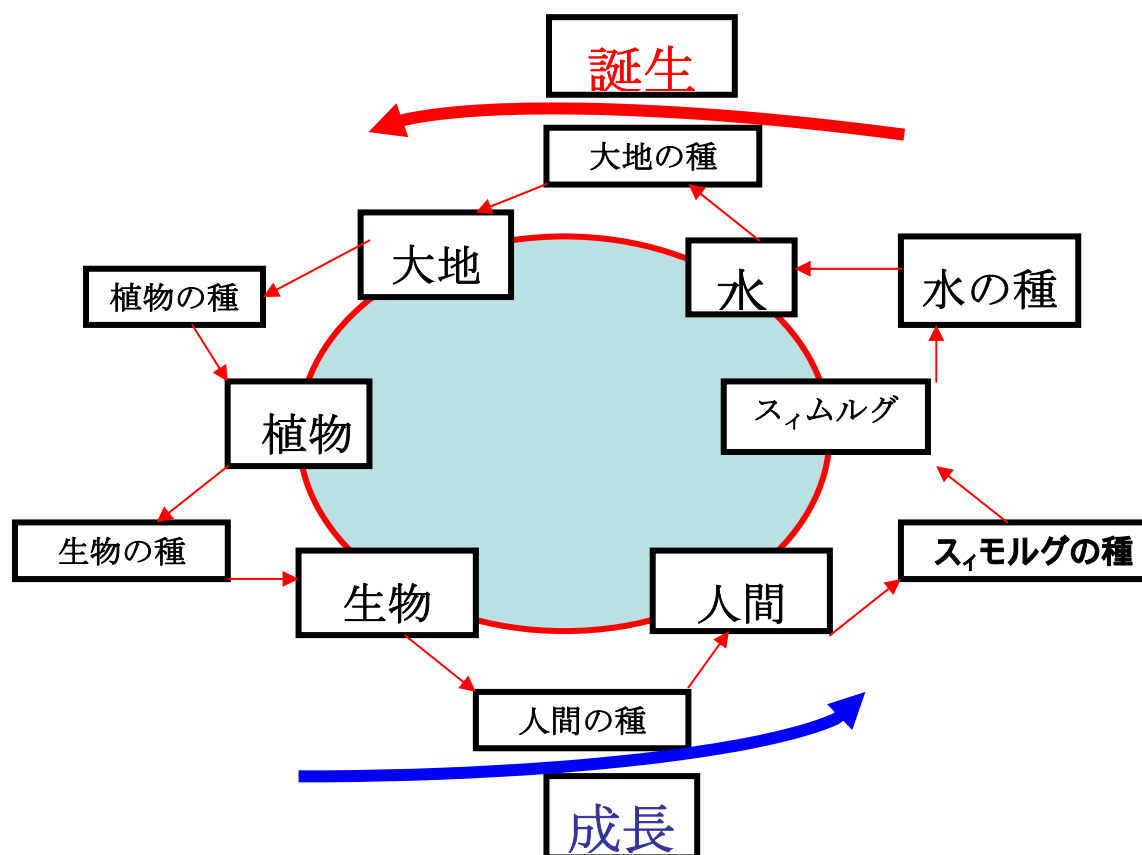 誕生
大地の種
大地
水
水の種
植物の種
スィムルグ
植物
生物の種
スィモルグの種
生物
人間
人間の種
成長